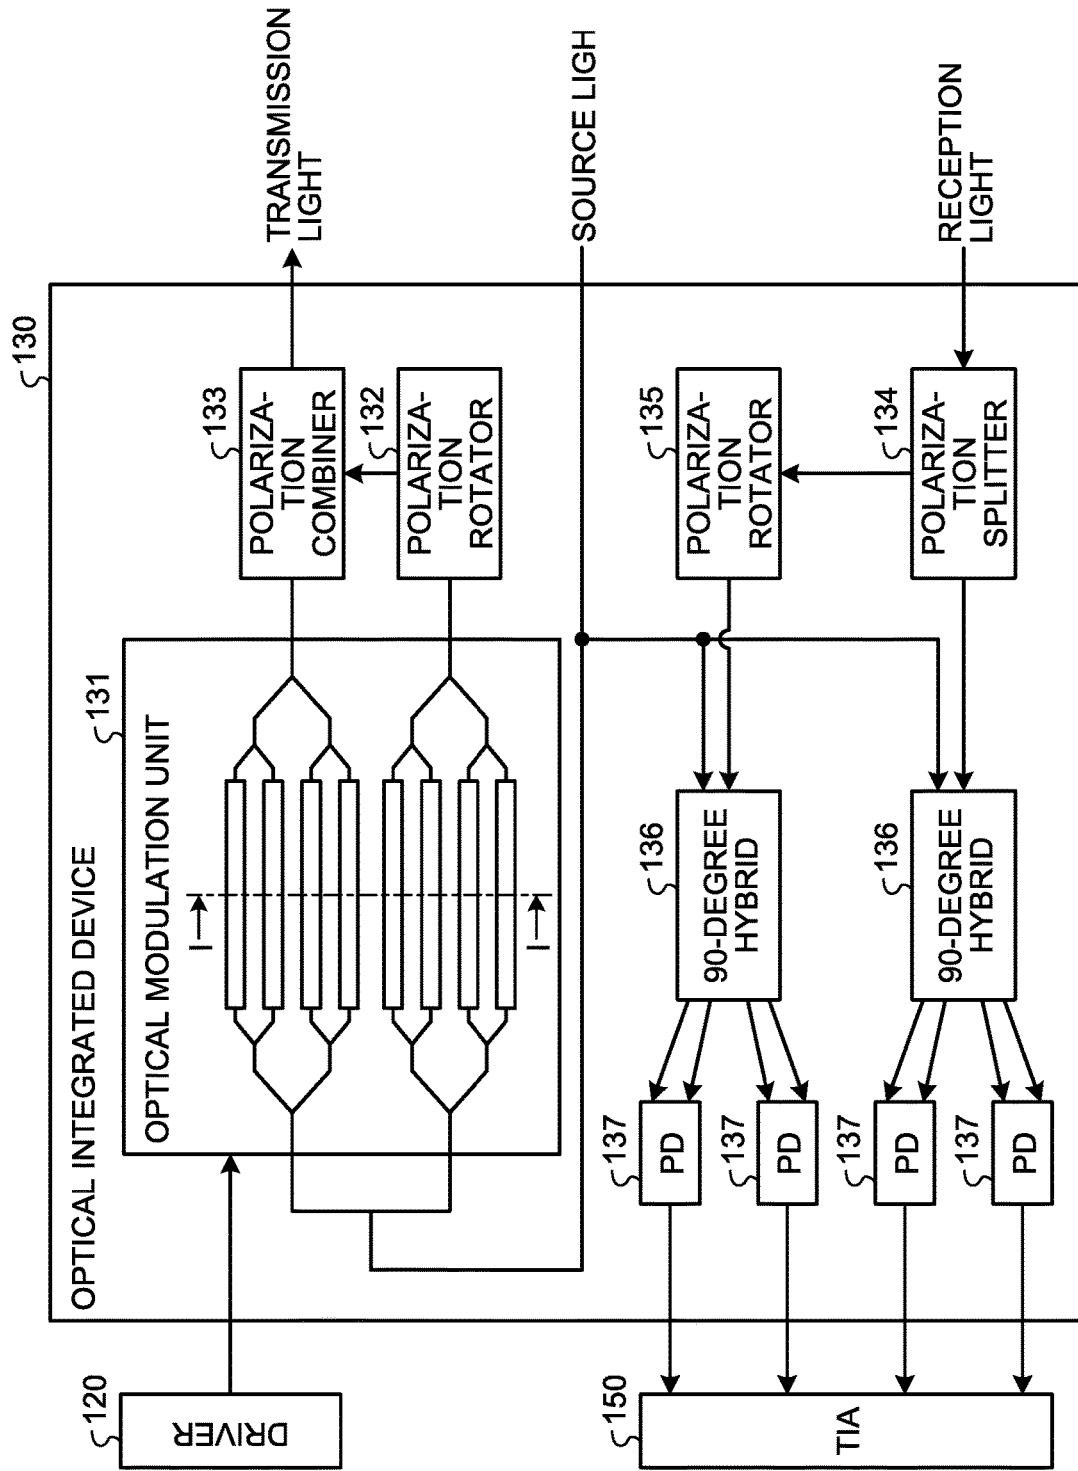 130
OPTICAL INTEGRATED DEVICE
120
DRIVER
131
OPTICAL MODULATION UNIT
I
I
133
POLARIZA-
TION
COMBINER
132
POLARIZA-
TION
ROTATOR
TRANSMISSION
LIGHT
SOURCE LIGH
150
TIA
137
PD
137
PD
137
PD
137
PD
136
90-DEGREE
HYBRID
136
90-DEGREE
HYBRID
135
POLARIZA-
TION
ROTATOR
134
POLARIZA-
TION
SPLITTER
RECEPTION
LIGHT